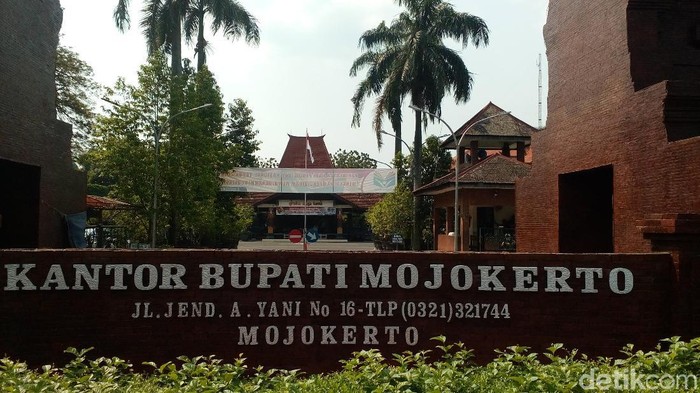 KANTOR BUPATI MOJOKERTO
JL. JEND. A. YANI No 16-TLP (0321)321744
MOJOKERTO
detikcom